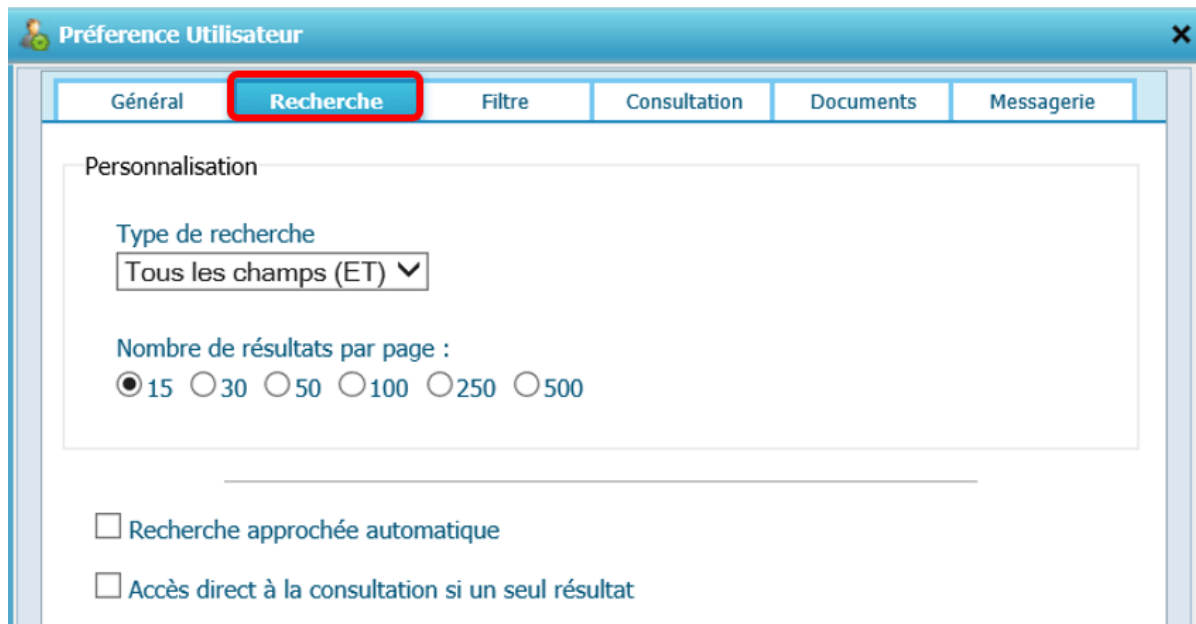 Préference Utilisateur
Général Recherche Filtre Consultation Documents Messagerie
Personnalisation
Type de recherche
Tous les champs (ET)
Nombre de résultats par page :
15 30 50 100 250 500
Recherche approchée automatique
Accès direct à la consultation si un seul résultat